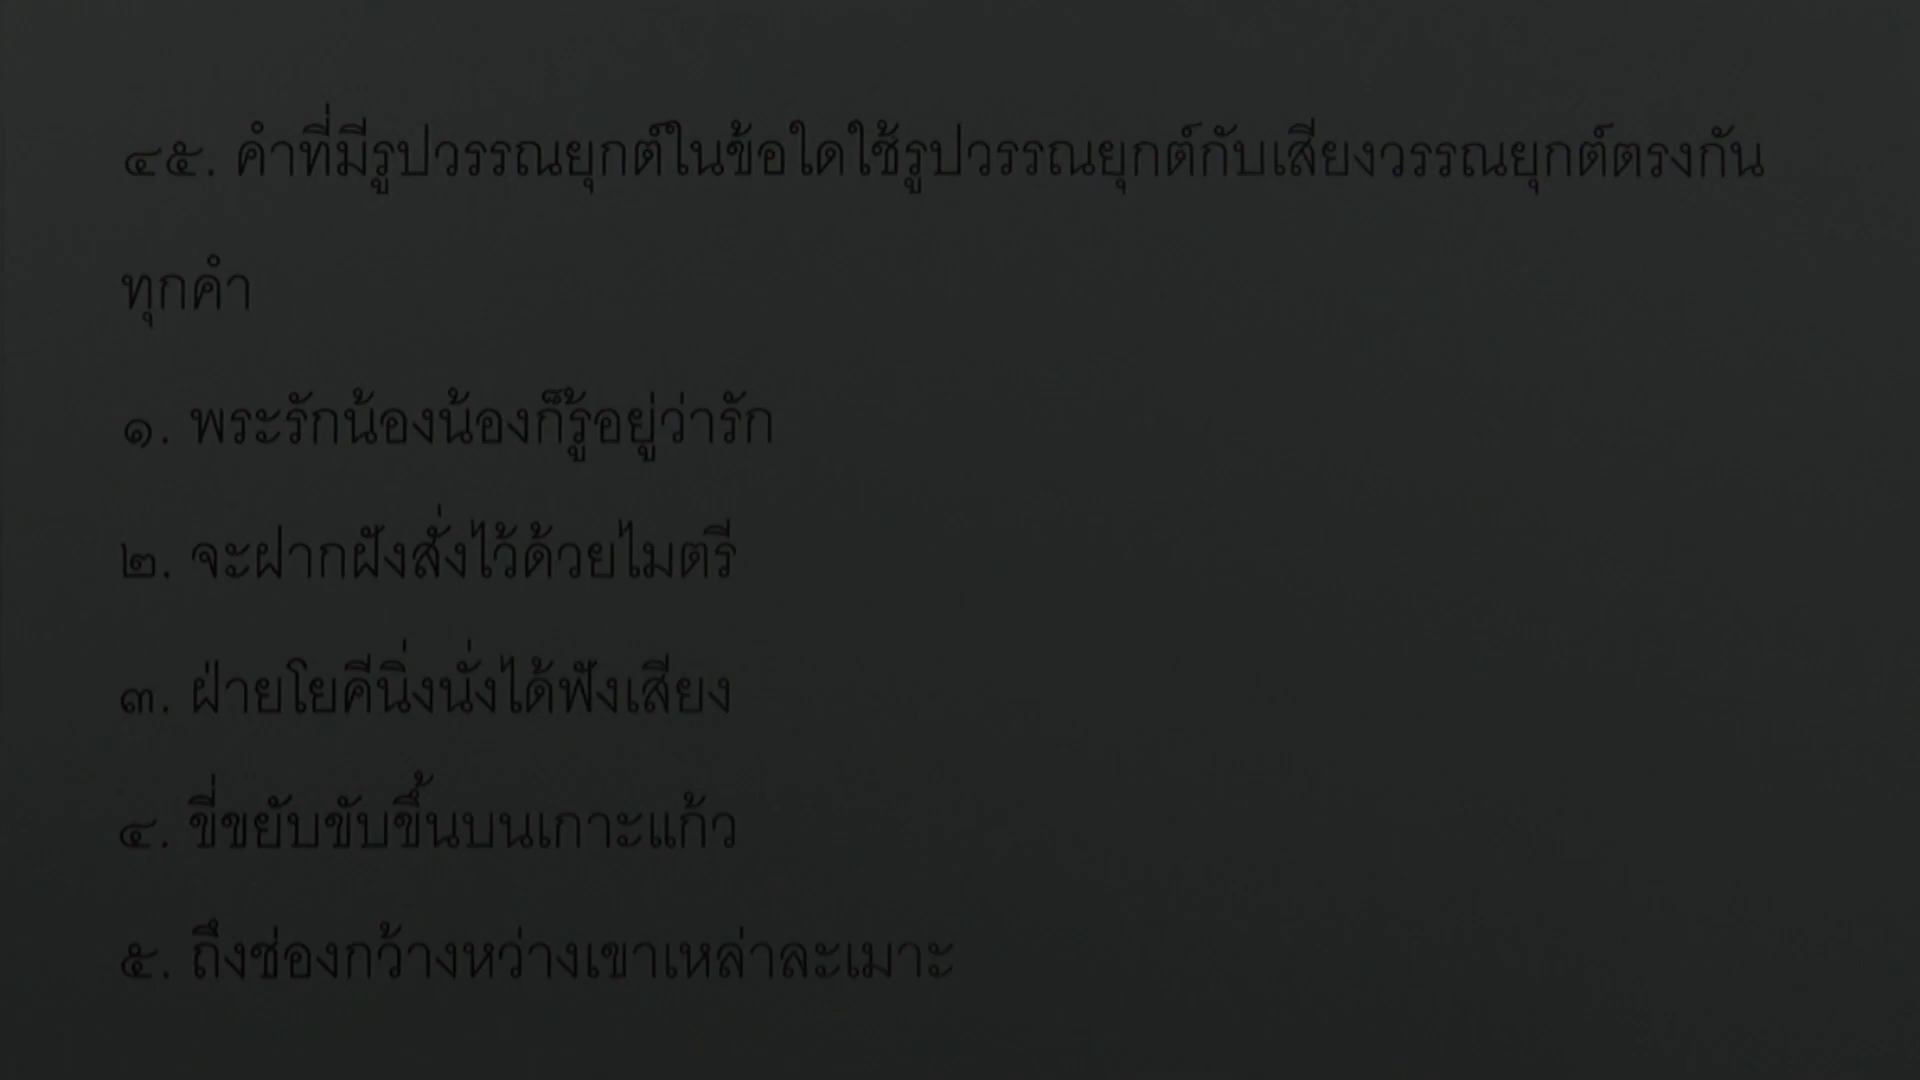 ๔๕. คำที่มีรูปวรรณยุกต์ในข้อใดใช้รูปวรรณยุกต์กับเสียงวรรณยุกต์ตรงกัน
ทุกคำ
๑. พระรักน้องน้องก็รู้อยู่ว่ารัก
๒. จะฝากฝังสั่งไว้ด้วยไมตรี
๓. ฝ่ายโยคีนิ่งนั่งได้ฟังเสียง
๔. ขี่ขยับขับขึ้นบนเกาะแก้ว
๕. ถึงช่องกว้างหว่างเขาเหล่าละเมาะ